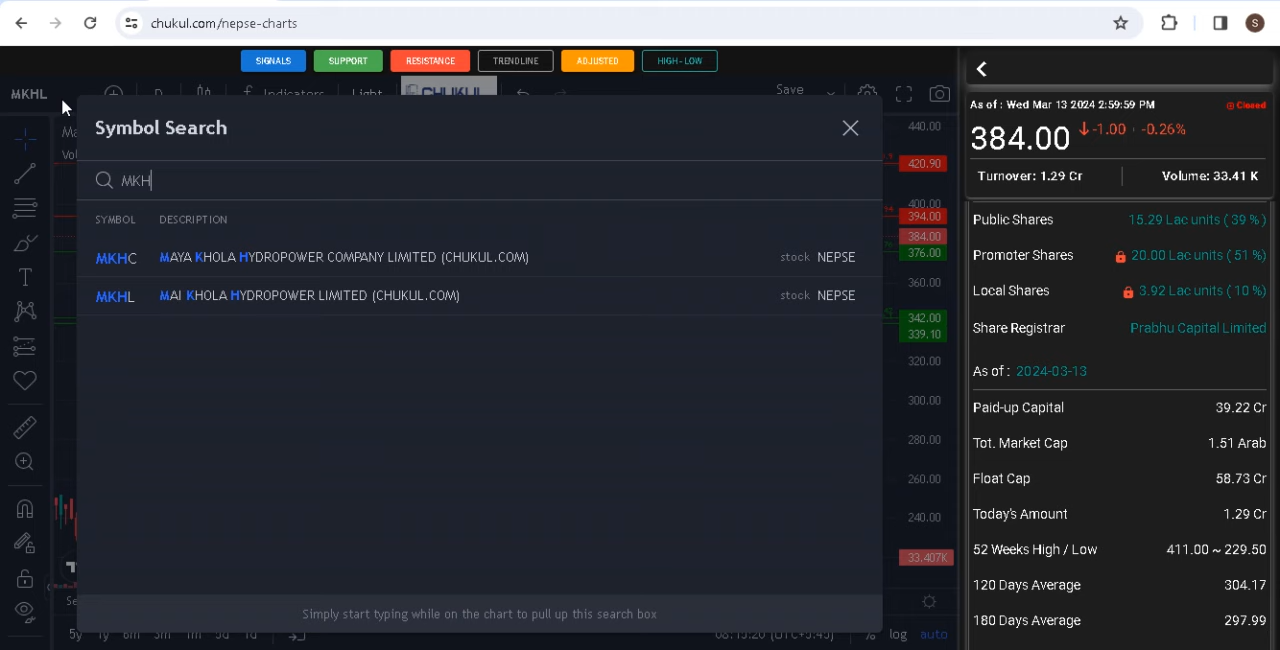 chukul.com/nepse-charts
S
SIGNALS
SUPPORT
RESISTANCE
TRENDLINE
ADJUSTED
HIGH-LOW
MKHL
D
Indicators
Light
CHUKUL
Save
Symbol Search
MKH
SYMBOL DESCRIPTION
MKHC MAYA KHOLA HYDROPOWER COMPANY LIMITED (CHUKUL.COM) stock NEPSE
MKHL MAI KHOLA HYDROPOWER LIMITED (CHUKUL.COM) stock NEPSE
Simply start typing while on the chart to pull up this search box
440.00
420.90
400.00
394.00
384.00
376.00
360.00
342.00
339.10
320.00
300.00
280.00
260.00
240.00
33.407K
5y 1y 6m 3m 1m 5d 1d
% log auto
As of : Wed Mar 13 2024 2:59:59 PM
Closed
384.00 -1.00 -0.26%
Turnover: 1.29 Cr Volume: 33.41 K
Public Shares 15.29 Lac units ( 39 % )
Promoter Shares 20.00 Lac units ( 51 % )
Local Shares 3.92 Lac units ( 10 % )
Share Registrar Prabhu Capital Limited
As of : 2024-03-13
Paid-up Capital 39.22 Cr
Tot. Market Cap 1.51 Arab
Float Cap 58.73 Cr
Today's Amount 1.29 Cr
52 Weeks High / Low 411.00 ~ 229.50
120 Days Average 304.17
180 Days Average 297.99